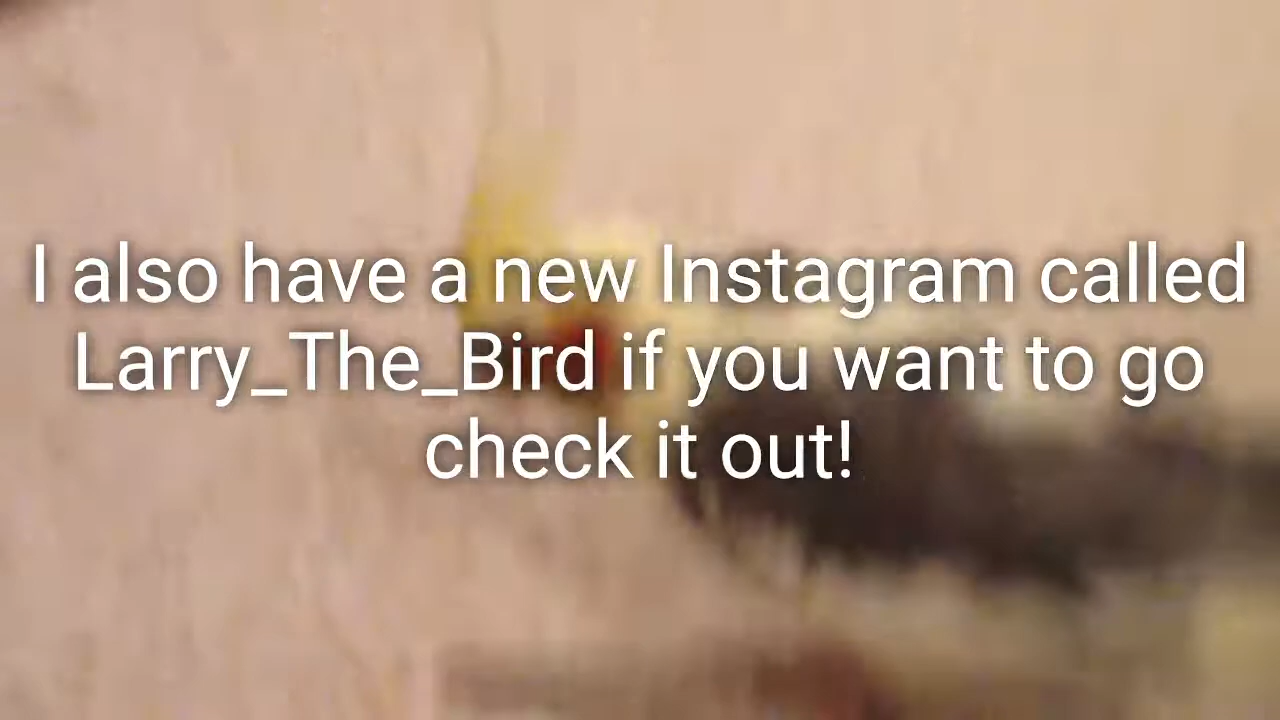 I also have a new Instagram called
Larry_The_Bird if you want to go
check it out!